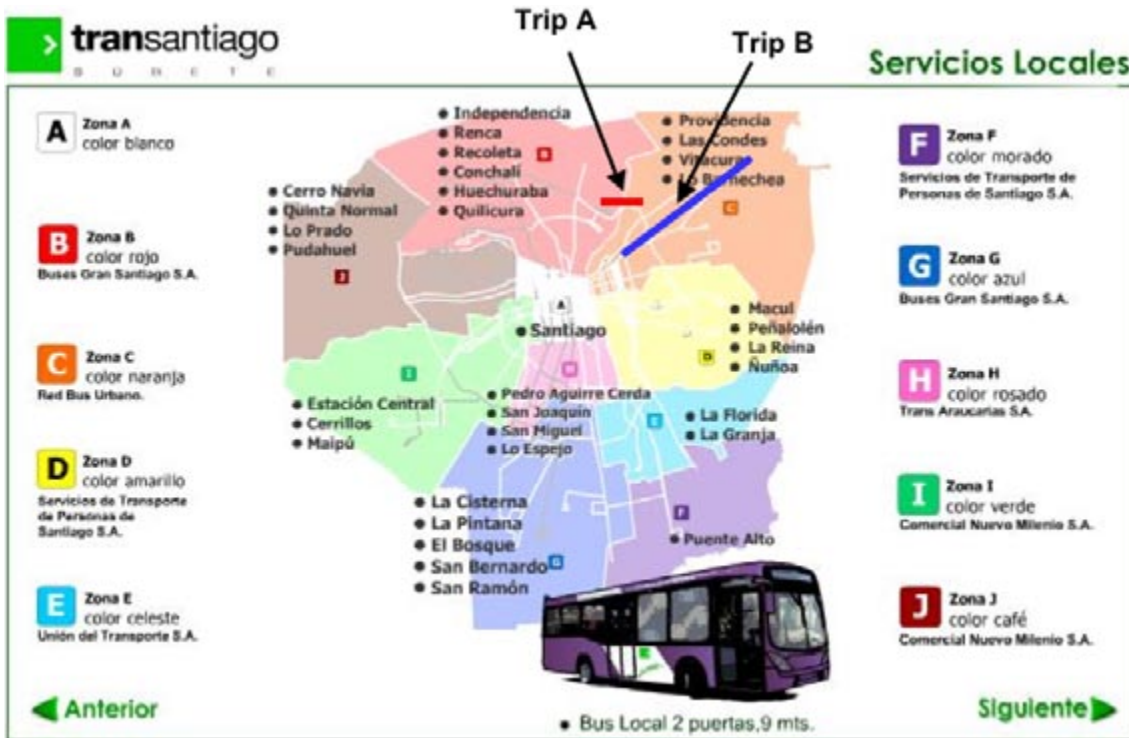 Trip A
Trip B
transantiago
S U B E T E
Servicios Locales
A
Zona A
color blanco
B
Zona B
color rojo
Buses Gran Santiago S.A.
C
Zona C
color naranja
Red Bus Urbano.
D
Zona D
color amarillo
Servicios de Transporte
de Personas de
Santiago S.A.
E
Zona E
color celeste
Unión del Transporte S.A.
Independencia
Renca
Recoleta
Conchalí
Huechuraba
Quilicura
B
Providencia
Las Condes
Vitacura
Lo Barnechea
C
Cerro Navia
Quinta Normal
Lo Prado
Pudahuel
J
A
Santiago
Macul
Peñalolén
La Reina
Ñuñoa
D
I
H
Estación Central
Cerrillos
Maipú
Pedro Aguirre Cerda
San Joaquín
San Miguel
Lo Espejo
E
La Florida
La Granja
La Cisterna
La Pintana
El Bosque
San Bernardo
San Ramón
G
F
Puente Alto
F
Zona F
color morado
Servicios de Transporte de
Personas de Santiago S.A.
G
Zona G
color azul
Buses Gran Santiago S.A.
H
Zona H
color rosado
Trans Araucarias S.A.
I
Zona I
color verde
Comercial Nuevo Milenio S.A.
J
Zona J
color café
Comercial Nuevo Milenio S.A.
Anterior
Bus Local 2 puertas,9 mts.
Siguiente